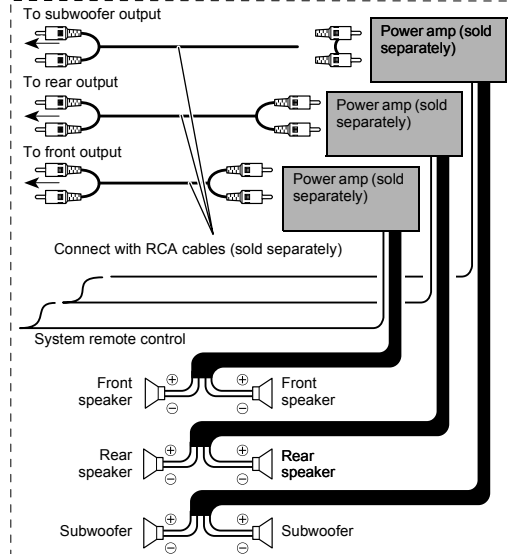 To subwoofer output
Power amp (sold
separately)
To rear output
Power amp (sold
separately)
To front output
Power amp (sold
separately)
Connect with RCA cables (sold separately)
System remote control
Front
speaker
⊕
⊖
⊕
⊖
Front
speaker
Rear
speaker
⊕
⊖
⊕
⊖
Rear
speaker
Subwoofer
⊕
⊖
⊕
⊖
Subwoofer